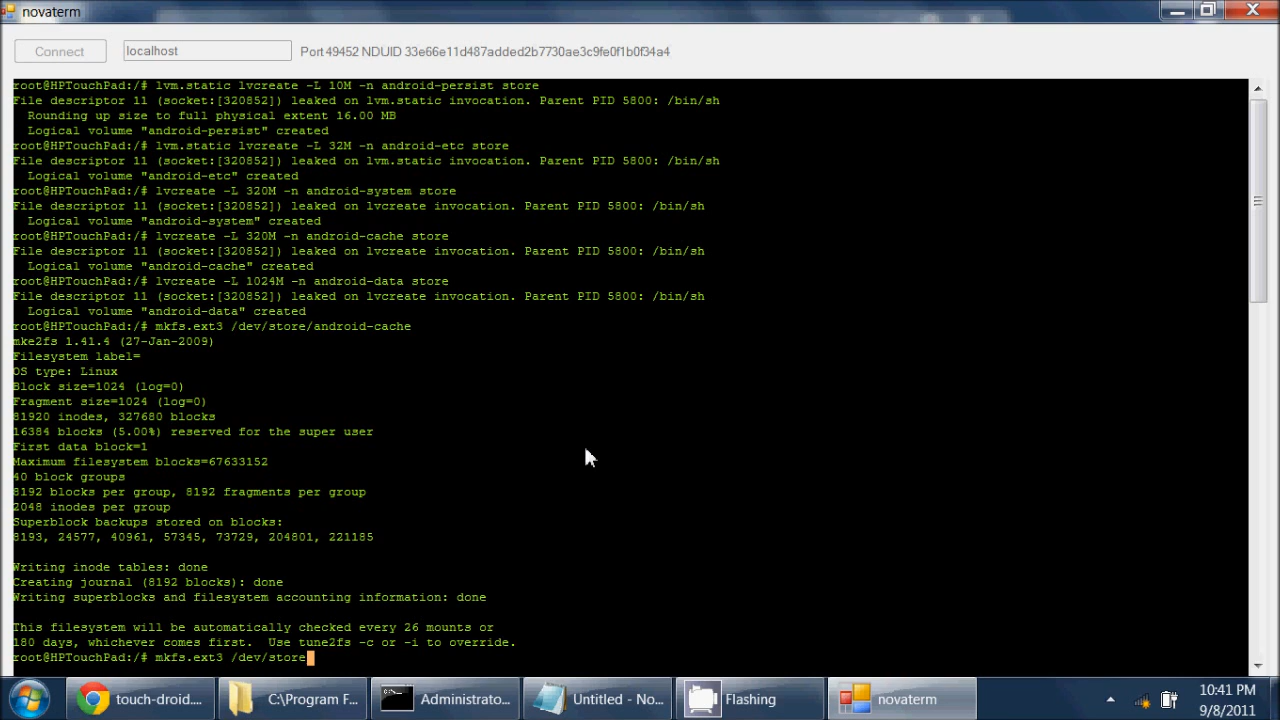 novaterm
Connect
localhost
Port 49452 NDUID 33e66e11d487added2b7730ae3c9fe0f1b0f34a4
root@HPTouchPad:/# lvm.static lvcreate -L 10M -n android-persist store
File descriptor 11 (socket:[320852]) leaked on lvm.static invocation. Parent PID 5800: /bin/sh
  Rounding up size to full physical extent 16.00 MB
  Logical volume "android-persist" created
root@HPTouchPad:/# lvm.static lvcreate -L 32M -n android-etc store
File descriptor 11 (socket:[320852]) leaked on lvm.static invocation. Parent PID 5800: /bin/sh
  Logical volume "android-etc" created
root@HPTouchPad:/# lvcreate -L 320M -n android-system store
File descriptor 11 (socket:[320852]) leaked on lvcreate invocation. Parent PID 5800: /bin/sh
  Logical volume "android-system" created
root@HPTouchPad:/# lvcreate -L 320M -n android-cache store
File descriptor 11 (socket:[320852]) leaked on lvcreate invocation. Parent PID 5800: /bin/sh
  Logical volume "android-cache" created
root@HPTouchPad:/# lvcreate -L 1024M -n android-data store
File descriptor 11 (socket:[320852]) leaked on lvcreate invocation. Parent PID 5800: /bin/sh
  Logical volume "android-data" created
root@HPTouchPad:/# mkfs.ext3 /dev/store/android-cache
mke2fs 1.41.4 (27-Jan-2009)
Filesystem label=
OS type: Linux
Block size=1024 (log=0)
Fragment size=1024 (log=0)
81920 inodes, 327680 blocks
16384 blocks (5.00%) reserved for the super user
First data block=1
Maximum filesystem blocks=67633152
40 block groups
8192 blocks per group, 8192 fragments per group
2048 inodes per group
Superblock backups stored on blocks:
8193, 24577, 40961, 57345, 73729, 204801, 221185
Writing inode tables: done
Creating journal (8192 blocks): done
Writing superblocks and filesystem accounting information: done
This filesystem will be automatically checked every 26 mounts or
180 days, whichever comes first.  Use tune2fs -c or -i to override.
root@HPTouchPad:/# mkfs.ext3 /dev/store
touch-droid....
C:\Program F...
Administrato...
Untitled - No...
Flashing
novaterm
10:41 PM
9/8/2011